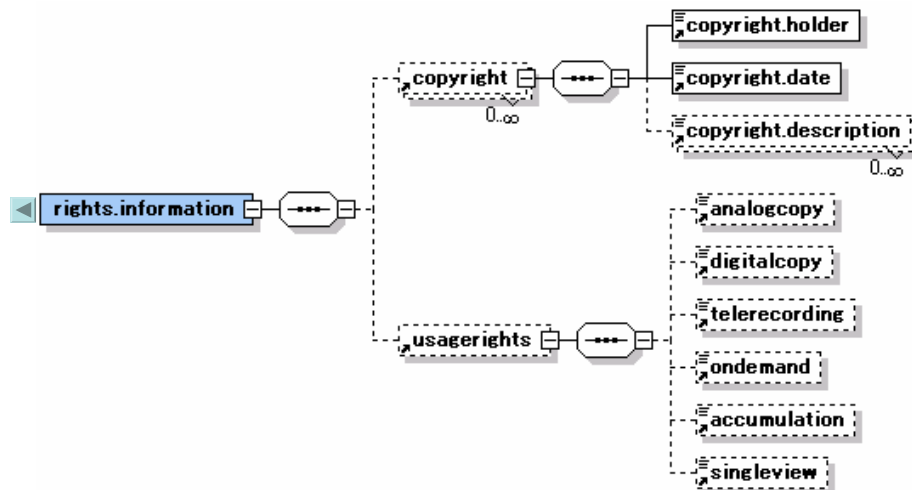 copyright.holder
copyright
copyright.date
0..∞
copyright.description
0..∞
rights.information
analogcopy
digitalcopy
telerecording
usagerights
ondemand
accumulation
singleview